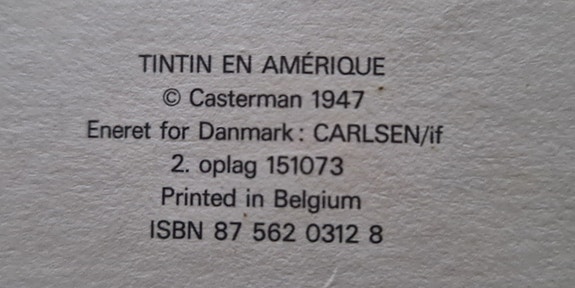 TINTIN EN AMÉRIQUE
© Casterman 1947
Eneret for Danmark: CARLSEN/if
2. oplag 151073
Printed in Belgium
ISBN 87 562 0312 8